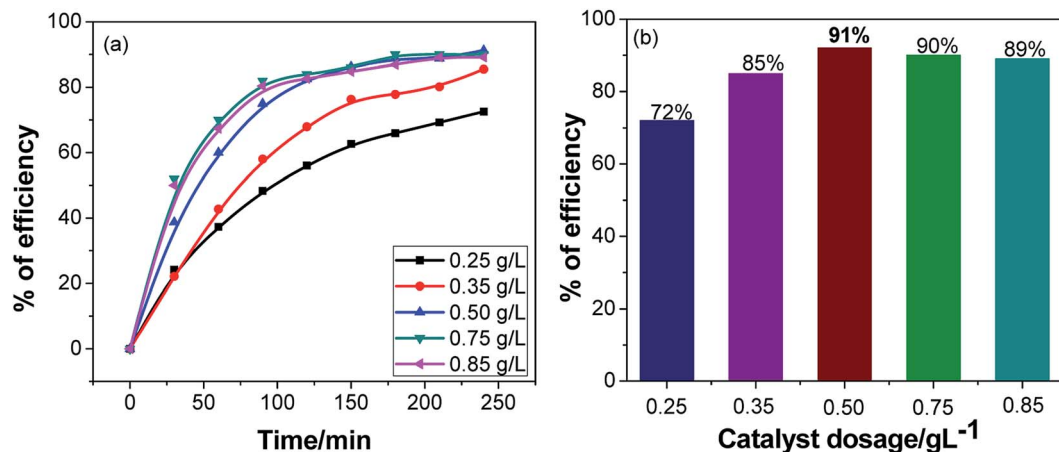 (a)
% of efficiency
100
80
60
40
20
0
0.25 g/L
0.35 g/L
0.50 g/L
0.75 g/L
0.85 g/L
0 50 100 150 200 250
Time/min
(b)
% of efficiency
100
80
60
40
20
0
72% 85% 91% 90% 89%
0.25 0.35 0.50 0.75 0.85
Catalyst dosage/gL⁻¹